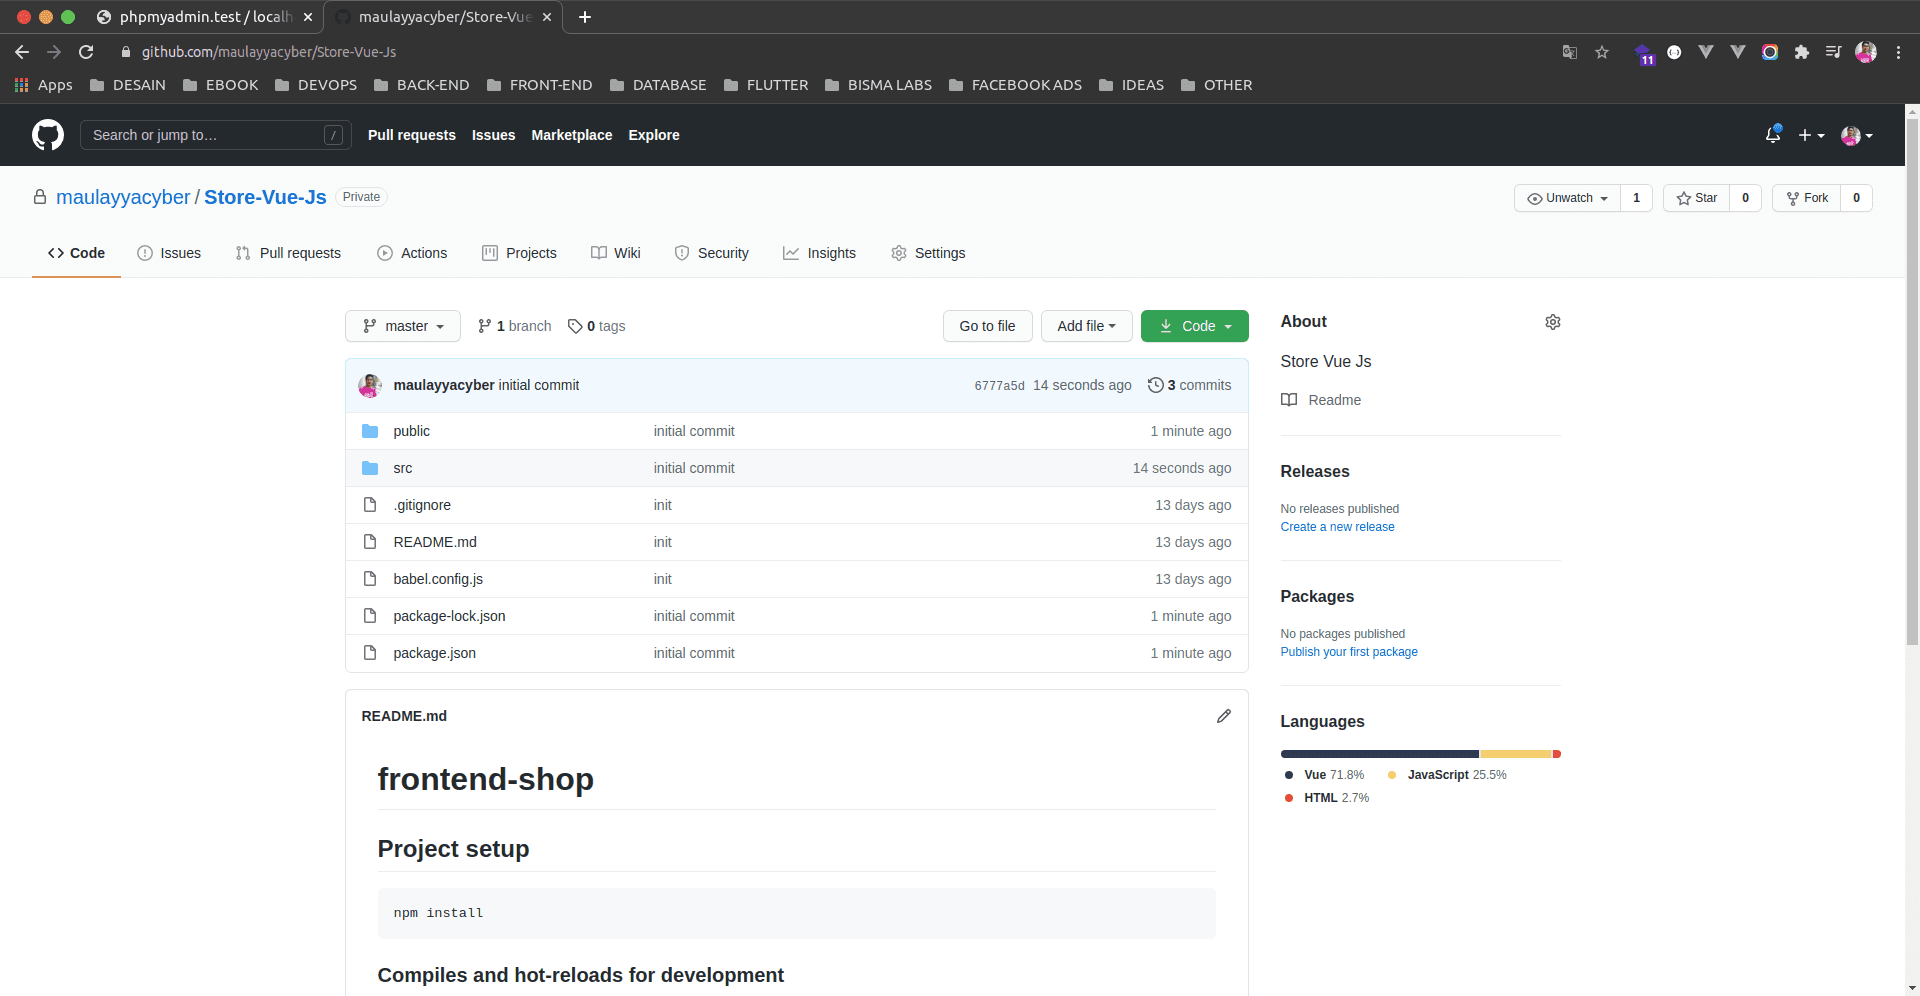 phpmyadmin.test / localh
maulayyacyber/Store-Vue
github.com/maulayyacyber/Store-Vue-Js
11
Apps DESAIN EBOOK DEVOPS BACK-END FRONT-END DATABASE FLUTTER BISMA LABS FACEBOOK ADS IDEAS OTHER
Search or jump to… / Pull requests Issues Marketplace Explore
maulayyacyber / Store-Vue-Js Private
Unwatch 1 Star 0 Fork 0
Code Issues Pull requests Actions Projects Wiki Security Insights Settings
master 1 branch 0 tags Go to file Add file Code
maulayyacyber initial commit 6777a5d 14 seconds ago 3 commits
public initial commit 1 minute ago
src initial commit 14 seconds ago
.gitignore init 13 days ago
README.md init 13 days ago
babel.config.js init 13 days ago
package-lock.json initial commit 1 minute ago
package.json initial commit 1 minute ago
README.md
frontend-shop
Project setup
npm install
Compiles and hot-reloads for development
About
Store Vue Js
Readme
Releases
No releases published
Create a new release
Packages
No packages published
Publish your first package
Languages
Vue 71.8% JavaScript 25.5%
HTML 2.7%